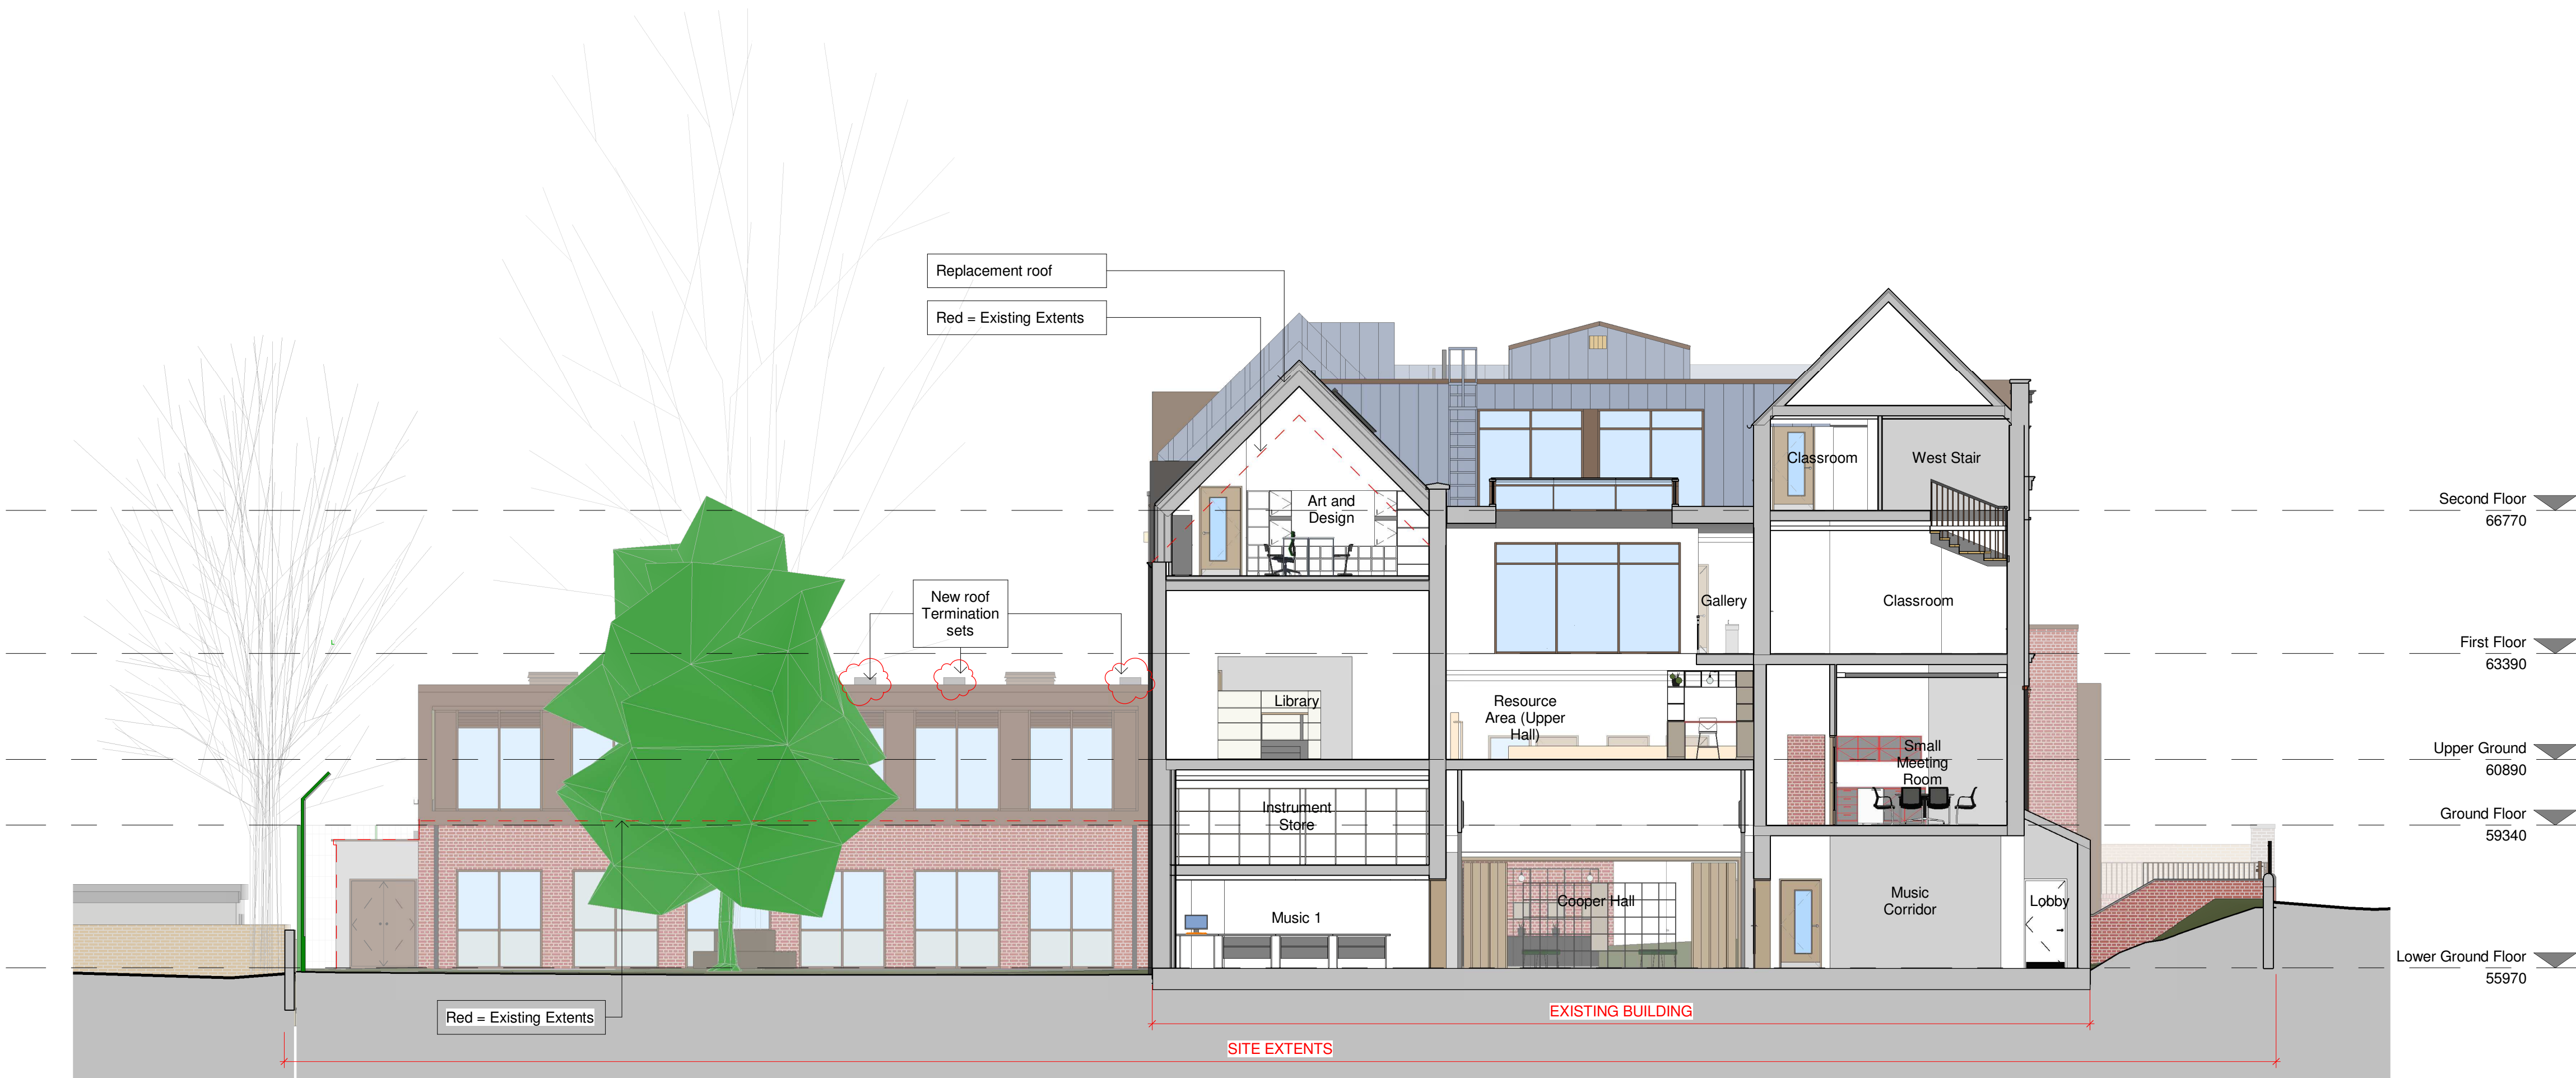 Replacement roof
Red = Existing Extents
Classroom
West Stair
Art and
Design
Second Floor
66770
New roof
Termination
sets
Gallery
Classroom
First Floor
63390
Library
Resource
Area (Upper
Hall)
Small
Meeting
Room
Upper Ground
60890
Instrument
Store
Ground Floor
59340
Music 1
Cooper Hall
Music
Corridor
Lobby
Lower Ground Floor
55970
Red = Existing Extents
EXISTING BUILDING
SITE EXTENTS